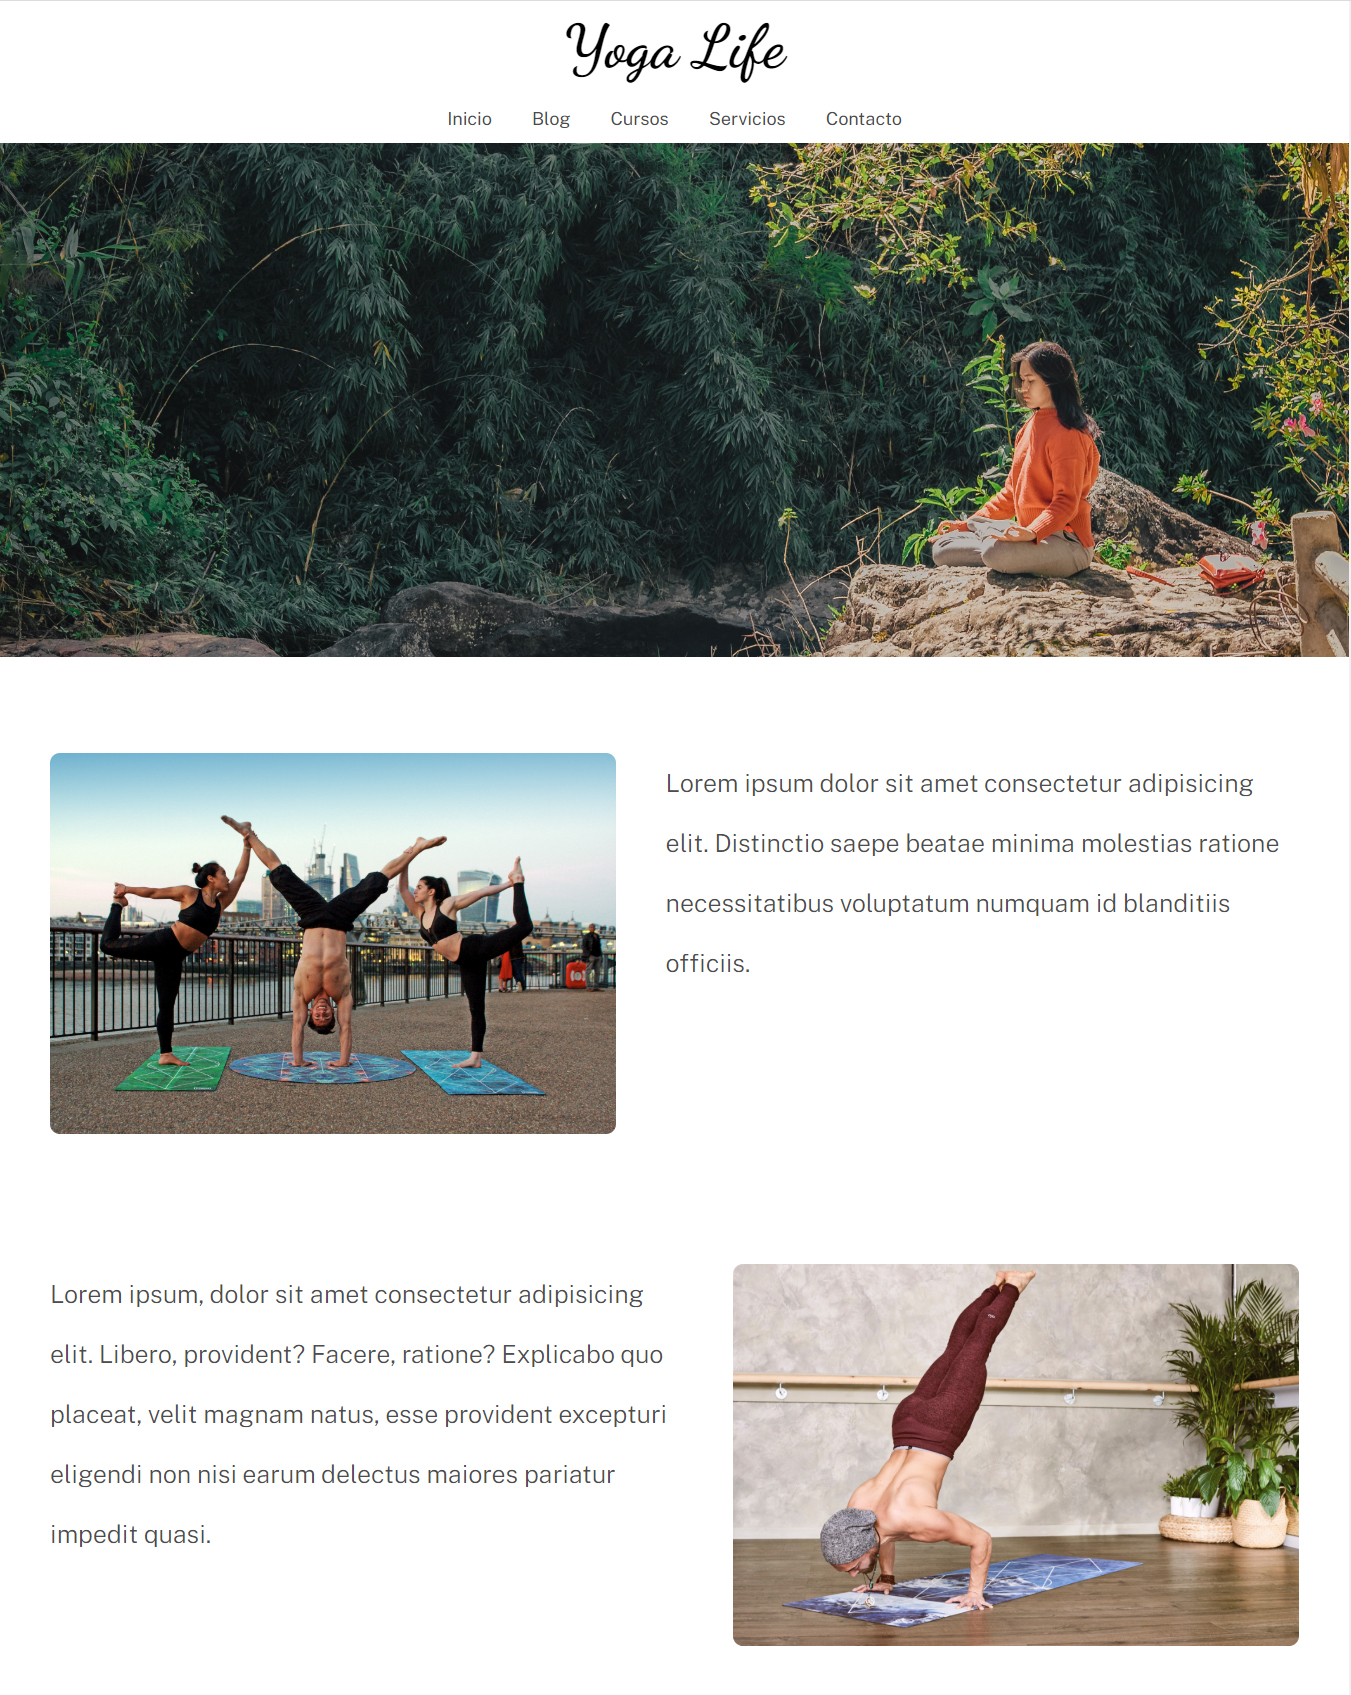 Yoga Life
Inicio Blog Cursos Servicios Contacto
Lorem ipsum dolor sit amet consectetur adipisicing
elit. Distinctio saepe beatae minima molestias ratione
necessitatibus voluptatum numquam id blanditiis
officiis.
Lorem ipsum, dolor sit amet consectetur adipisicing
elit. Libero, provident? Facere, ratione? Explicabo quo
placeat, velit magnam natus, esse provident excepturi
eligendi non nisi earum delectus maiores pariatur
impedit quasi.